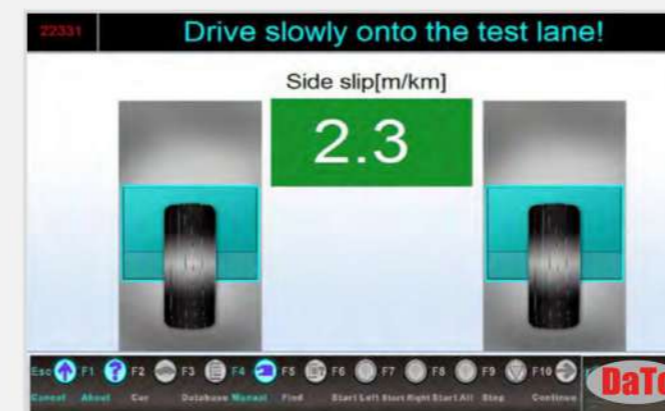 22331 Drive slowly onto the test lane!
Side slip[m/km]
2.3
Esc F1 F2 F3 F4 F5 F6 F7 F8 F9 F10
Cancel About Car Database Manual Find Start Left Start Right Start All Stop Continue
DaTe